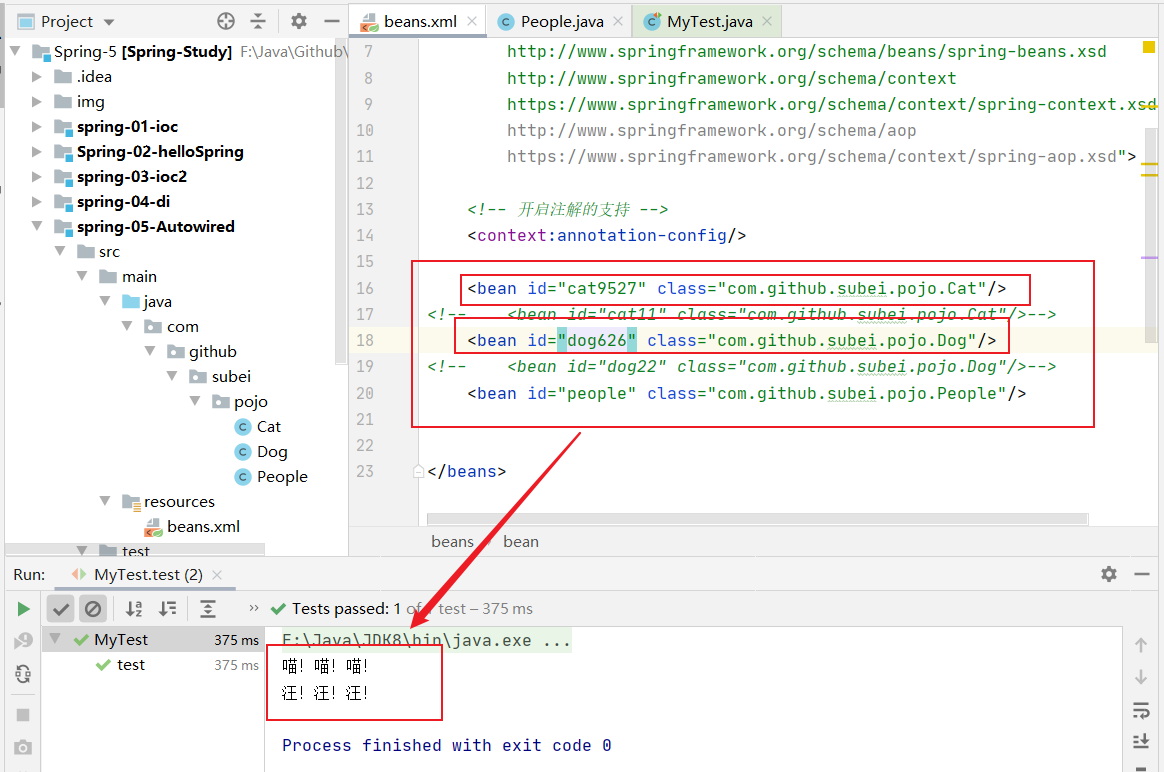 Project
Spring-5 [Spring-Study] F:\Java\Github\
.idea
img
spring-01-ioc
Spring-02-helloSpring
spring-03-ioc2
spring-04-di
spring-05-Autowired
src
main
java
com
github
subei
pojo
Cat
Dog
People
resources
beans.xml
test
beans.xml
People.java
MyTest.java
7 http://www.springframework.org/schema/beans/spring-beans.xsd
8 http://www.springframework.org/schema/context
9 https://www.springframework.org/schema/context/spring-context.xsd
10 http://www.springframework.org/schema/aop
11 https://www.springframework.org/schema/context/spring-aop.xsd">
12
13 <!-- 开启注解的支持 -->
14 <context:annotation-config/>
15
16 <bean id="cat9527" class="com.github.subei.pojo.Cat"/>
17 <!-- <bean id="cat11" class="com.github.subei.pojo.Cat"/>-->
18 <bean id="dog626" class="com.github.subei.pojo.Dog"/>
19 <!-- <bean id="dog22" class="com.github.subei.pojo.Dog"/>-->
20 <bean id="people" class="com.github.subei.pojo.People"/>
21
22
23 </beans>
beans bean
Run: MyTest.test (2)
Tests passed: 1 of 1 test – 375 ms
MyTest 375 ms
test 375 ms
F:\Java\JDK8\bin\java.exe ...
喵! 喵! 喵!
汪! 汪! 汪!
Process finished with exit code 0